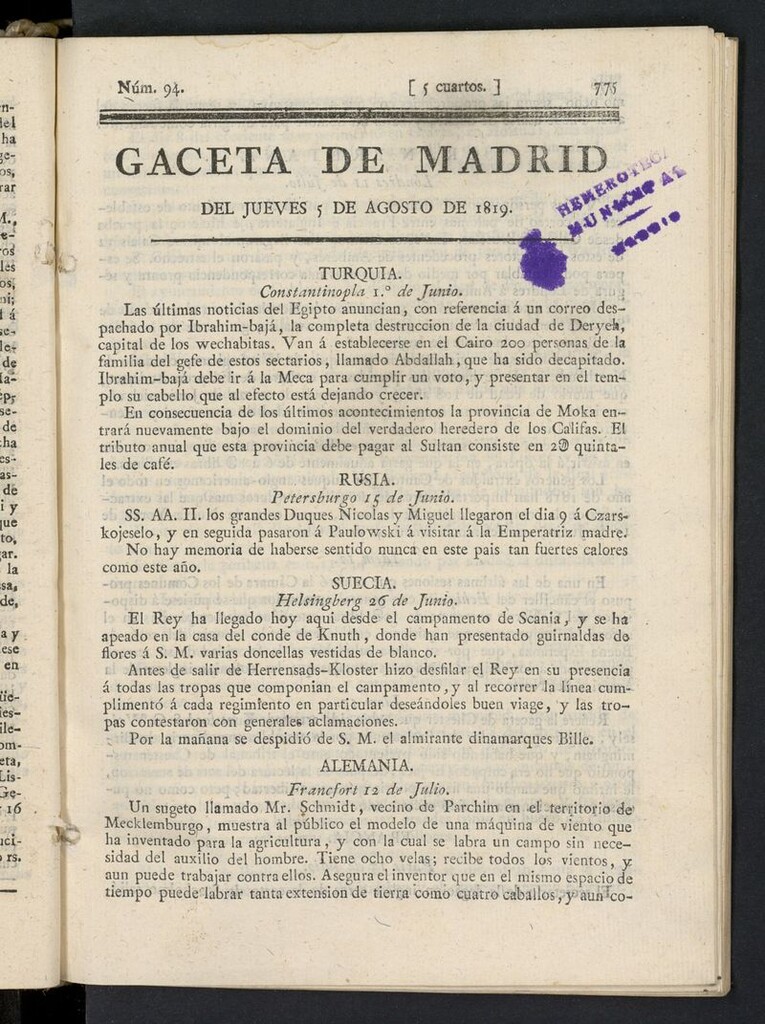 Núm. 94. [ 5 cuartos. ] 775
GACETA DE MADRID
DEL JUEVES 5 DE AGOSTO DE 1819.
HEMEROTECA
MUNICIPAL
MADRID
TURQUIA.
Constantinopla 1.º de Junio.
Las últimas noticias del Egipto anuncian, con referencia á un correo des-
pachado por Ibrahim-bajá, la completa destruccion de la ciudad de Deryeh,
capital de los wechabitas. Van á establecerse en el Cairo 200 personas de la
familia del gefe de estos sectarios, llamado Abdallah, que ha sido decapitado.
Ibrahim-bajá debe ir á la Meca para cumplir un voto, y presentar en el tem-
plo su cabello que al efecto está dejando crecer.
En consecuencia de los últimos acontecimientos la provincia de Moka en-
trará nuevamente bajo el dominio del verdadero heredero de los Califas. El
tributo anual que esta provincia debe pagar al Sultan consiste en 2 quinta-
les de café.
RUSIA.
Petersburgo 15 de Junio.
SS. AA. II. los grandes Duques Nicolas y Miguel llegaron el dia 9 á Czars-
kojeselo, y en seguida pasaron á Paulowski á visitar á la Emperatriz madre.
No hay memoria de haberse sentido nunca en este pais tan fuertes calores
como este año.
SUECIA.
Helsingberg 26 de Junio.
El Rey ha llegado hoy aqui desde el campamento de Scania, y se ha
apeado en la casa del conde de Knuth, donde han presentado guirnaldas de
flores á S. M. varias doncellas vestidas de blanco.
Antes de salir de Herrensads-Kloster hizo desfilar el Rey en su presencia
á todas las tropas que componian el campamento, y al recorrer la línea cum-
plimentó á cada regimiento en particular deseándoles buen viage, y las tro-
pas contestaron con generales aclamaciones.
Por la mañana se despidió de S. M. el almirante dinamarques Bille.
ALEMANIA.
Francfort 12 de Julio.
Un sugeto llamado Mr. Schmidt, vecino de Parchim en el territorio de
Mecklemburgo, muestra al público el modelo de una máquina de viento que
ha inventado para la agricultura, y con la cual se labra un campo sin nece-
sidad del auxilio del hombre. Tiene ocho velas; recibe todos los vientos, y
aun puede trabajar contra ellos. Asegura el inventor que en el mismo espacio de
tiempo puede labrar tanta extension de tierra como cuatro caballos, y aun co-